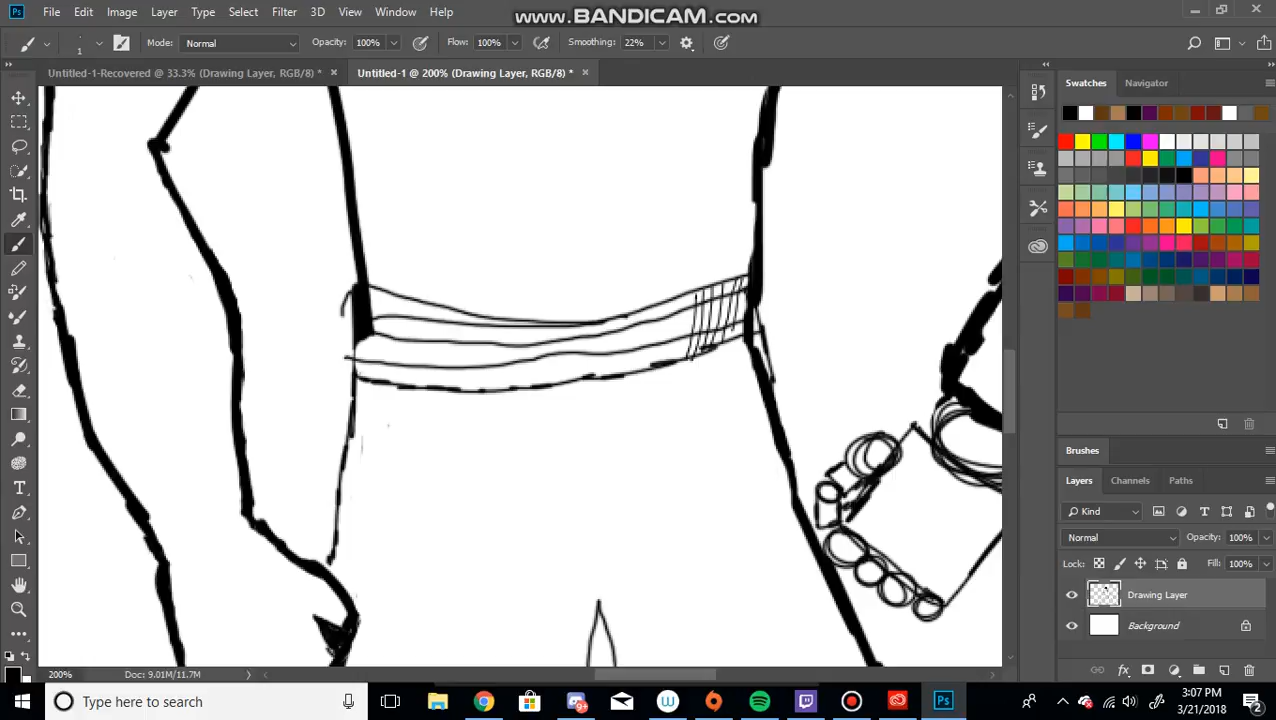 Ps File Edit Image Layer Type Select Filter 3D View Window Help
www.BANDICAM.com
1 Mode: Normal Opacity: 100% Flow: 100% Smoothing: 22%
Untitled-1-Recovered @ 33.3% (Drawing Layer, RGB/8) * × Untitled-1 @ 200% (Drawing Layer, RGB/8) * ×
Swatches Navigator
Brushes
Layers Channels Paths
Kind
Normal Opacity: 100%
Lock: Fill: 100%
Drawing Layer
Background
200% Doc: 9.01M/11.7M
Type here to search
3:07 PM
3/21/2018
2